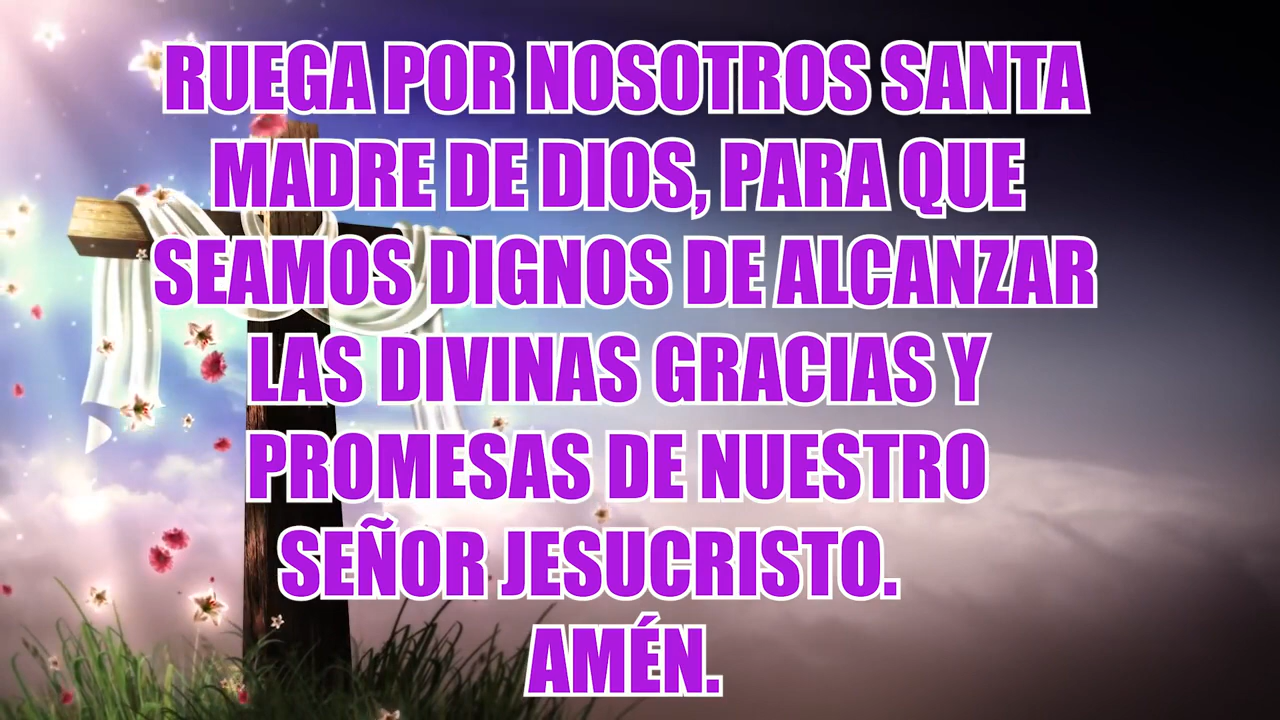 RUEGA POR NOSOTROS SANTA
MADRE DE DIOS, PARA QUE
SEAMOS DIGNOS DE ALCANZAR
LAS DIVINAS GRACIAS Y
PROMESAS DE NUESTRO
SEÑOR JESUCRISTO.
AMÉN.